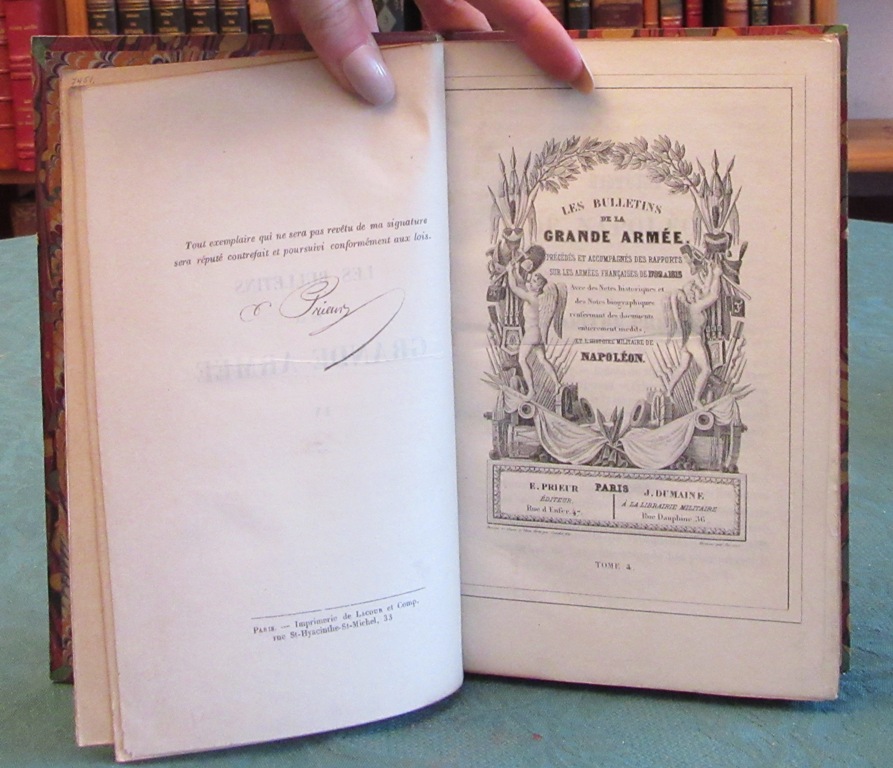 7451
Tout exemplaire qui ne sera pas revêtu de ma signature
sera réputé contrefait et poursuivi conformément aux lois.
Prieur
PARIS. — Imprimerie de LACOUR et Comp.
rue St-Hyacinthe-St-Michel, 33
LES BULLETINS
DE LA
GRANDE ARMÉE,
PRÉCÉDÉS ET ACCOMPAGNÉS DES RAPPORTS
SUR LES ARMÉES FRANÇAISES DE 1792 A 1815
Avec des Notes historiques et
des Notes biographiques
renfermant des documents
entièrement inédits
ET L'HISTOIRE MILITAIRE DE
NAPOLÉON.
E. PRIEUR PARIS J. DUMAINE
ÉDITEUR. A LA LIBRAIRIE MILITAIRE
Rue d'Enfer. Rue Dauphine .36
TOME 4